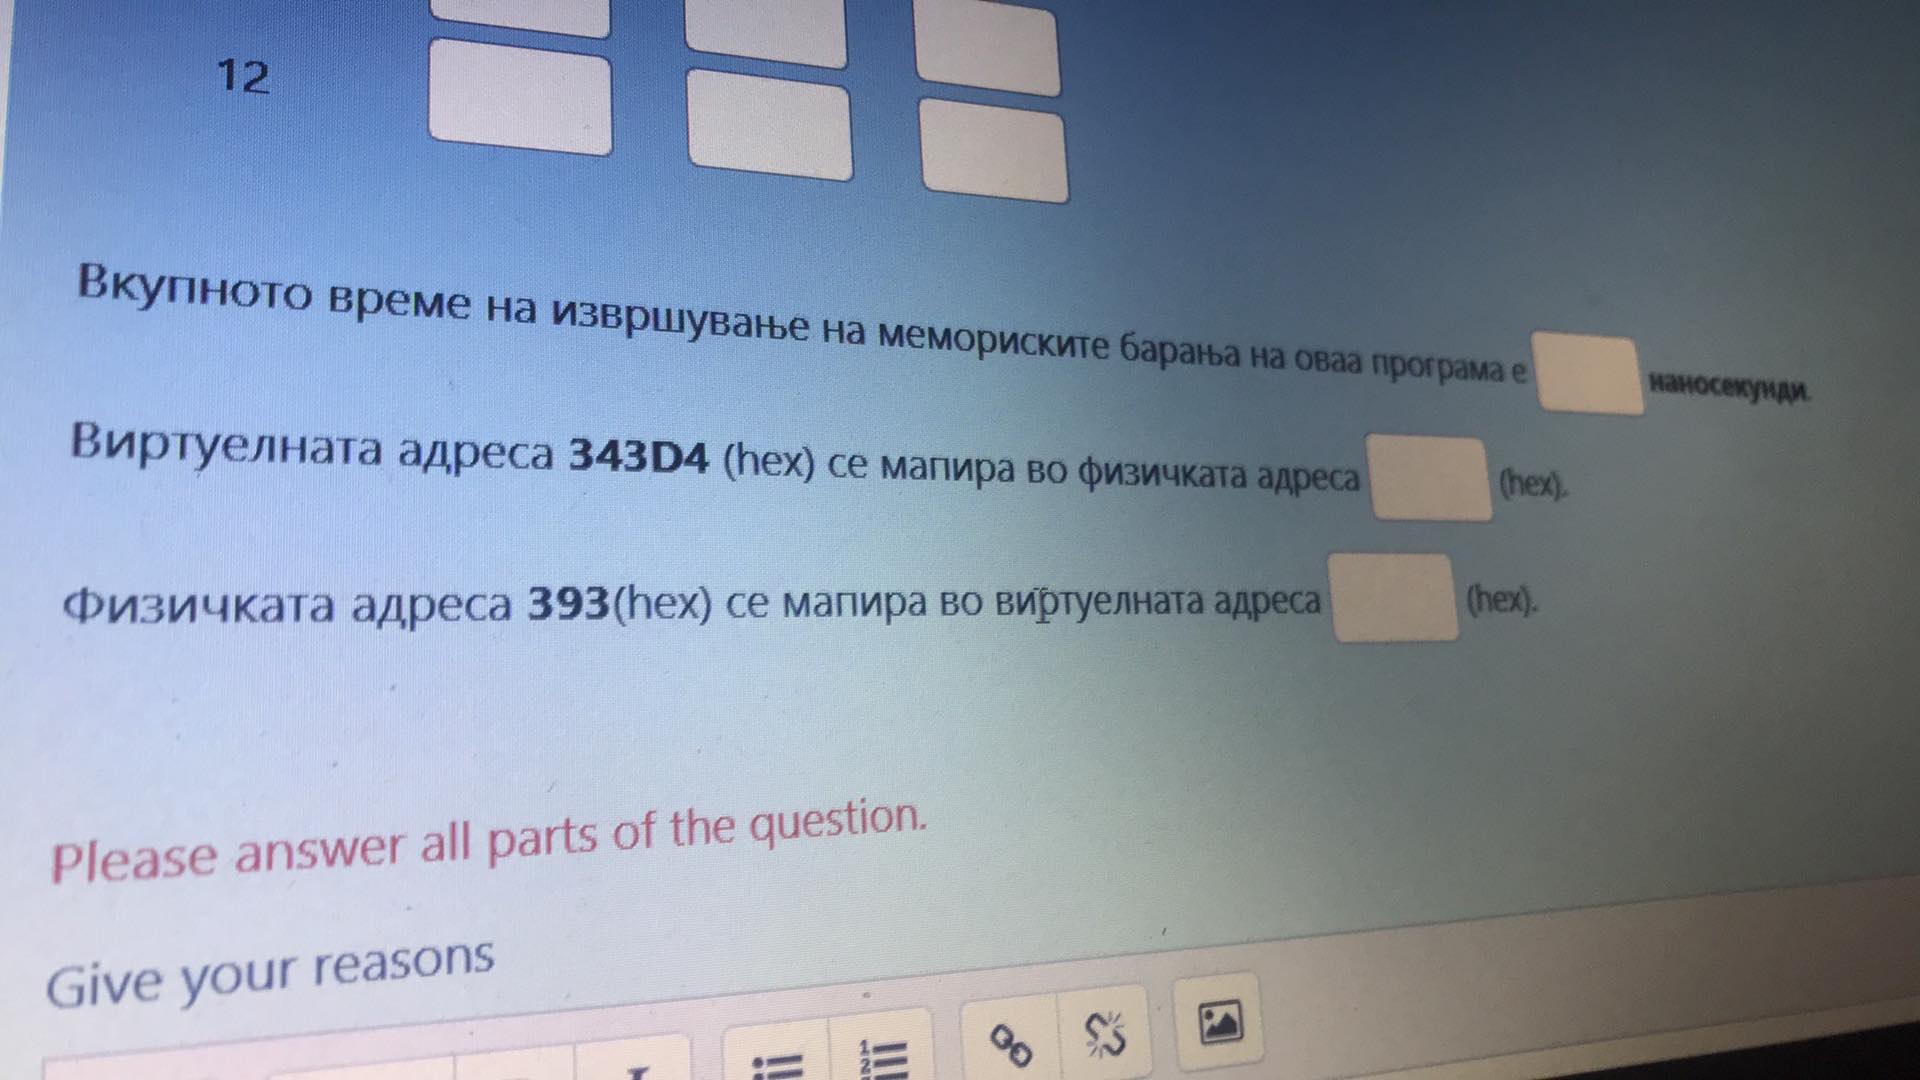 12
Вкупното време на извршување на мемориските барања на оваа програма е наносекунди.
Виртуелната адреса 343D4 (hex) се мапира во физичката адреса (hex).
Физичката адреса 393(hex) се мапира во виртуелната адреса (hex).
Please answer all parts of the question.
Give your reasons